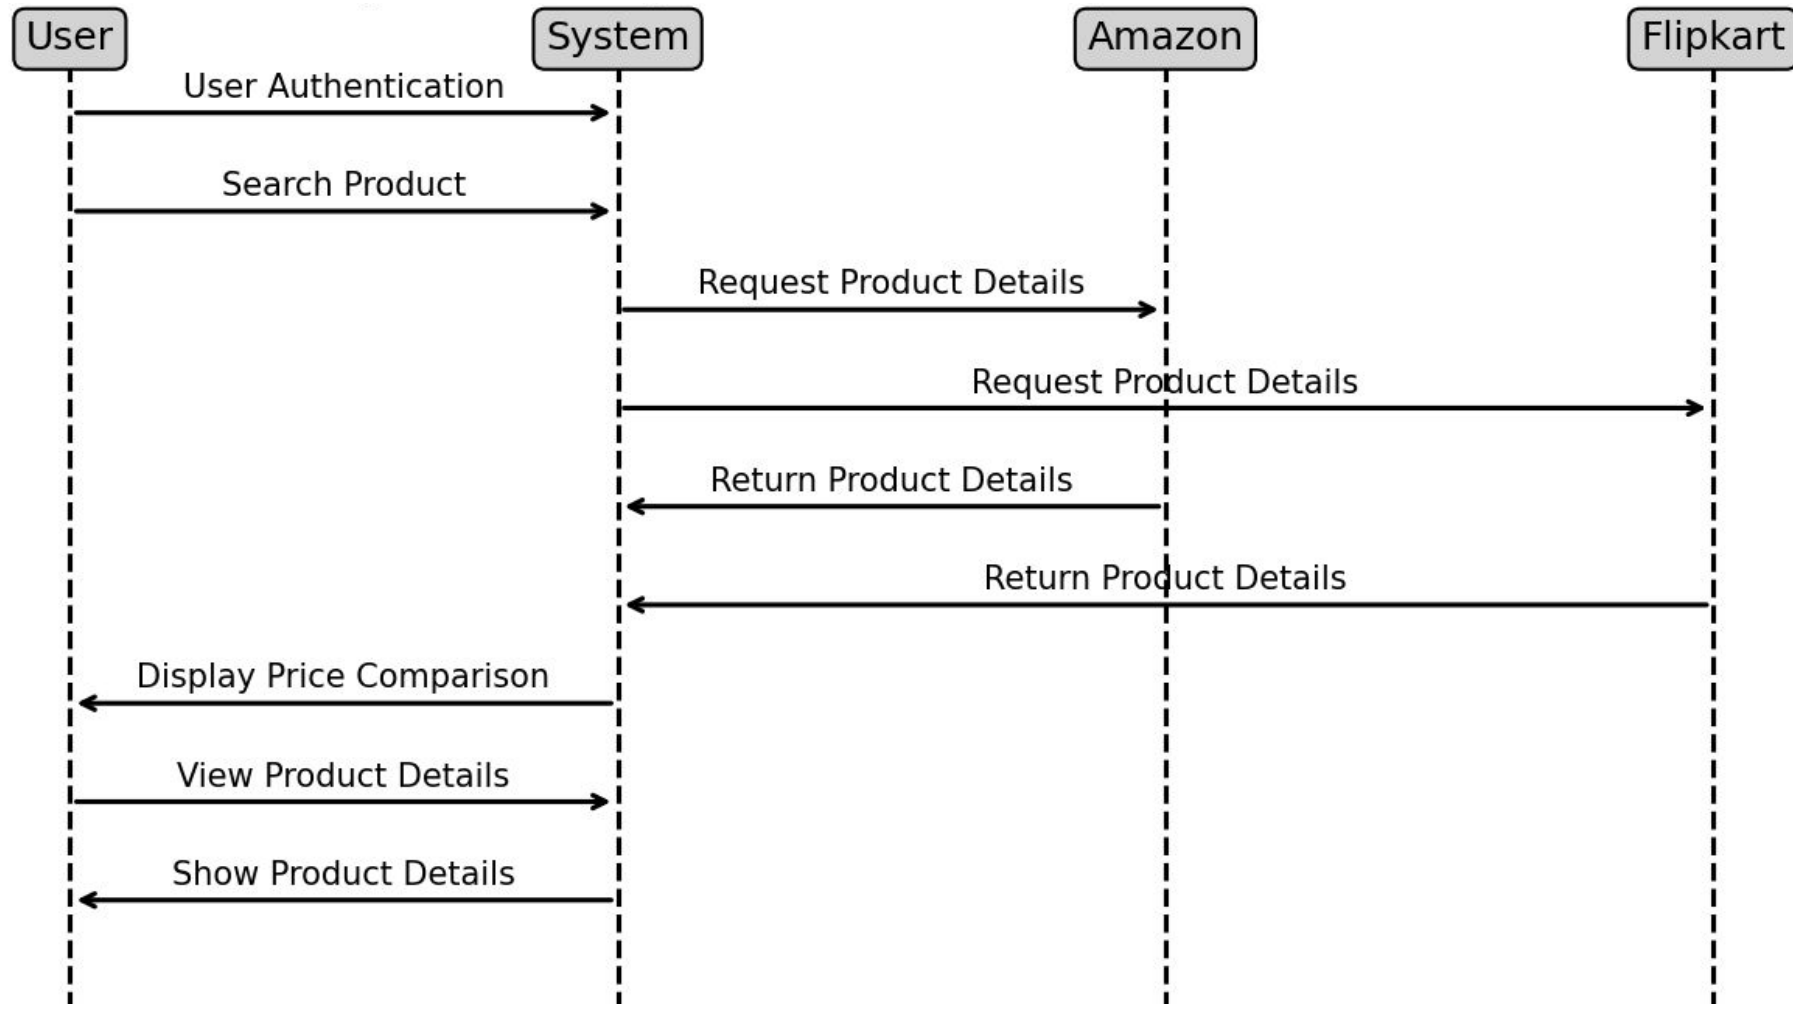 User
System
Amazon
Flipkart
User Authentication
Search Product
Request Product Details
Request Product Details
Return Product Details
Return Product Details
Display Price Comparison
View Product Details
Show Product Details